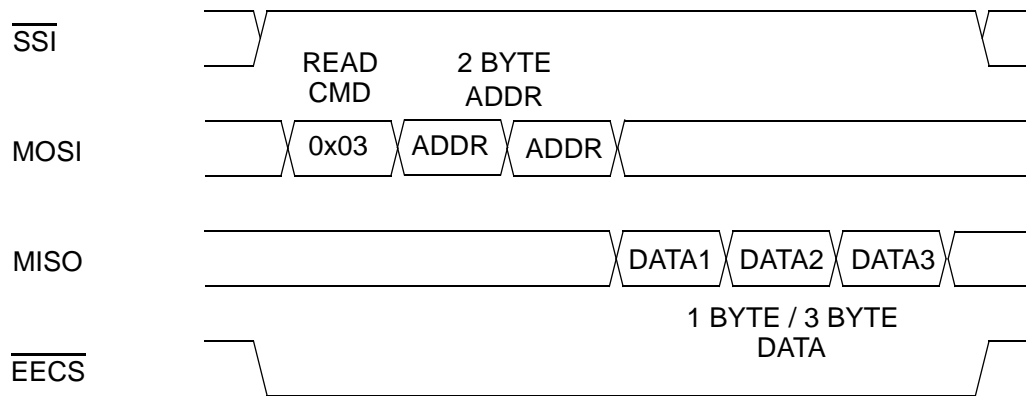 SSI
READ
CMD
2 BYTE
ADDR
MOSI
0x03 ADDR ADDR
MISO
DATA1 DATA2 DATA3
1 BYTE / 3 BYTE
DATA
EECS